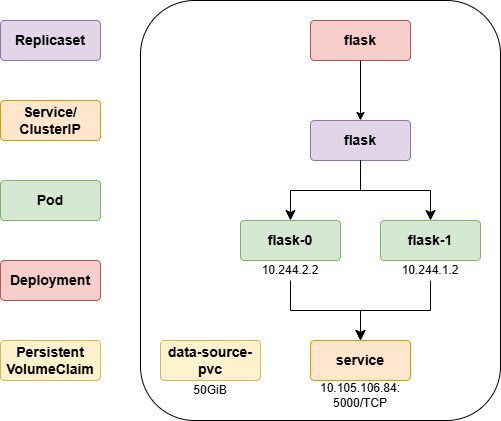 Replicaset
Service/
ClusterIP
Pod
Deployment
Persistent
VolumeClaim
flask
flask
flask-0
10.244.2.2
flask-1
10.244.1.2
data-source-
pvc
50GiB
service
10.105.106.84:
5000/TCP